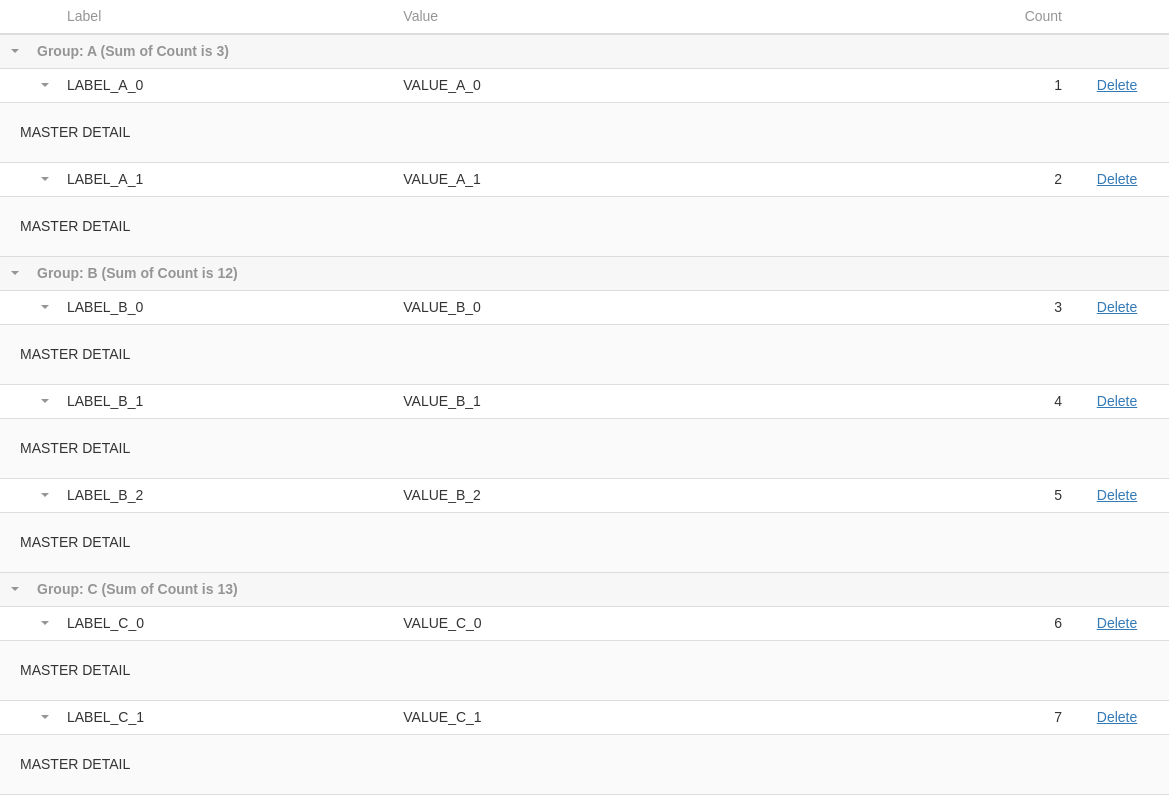 Label Value Count
Group: A (Sum of Count is 3)
LABEL_A_0 VALUE_A_0 1 Delete
MASTER DETAIL
LABEL_A_1 VALUE_A_1 2 Delete
MASTER DETAIL
Group: B (Sum of Count is 12)
LABEL_B_0 VALUE_B_0 3 Delete
MASTER DETAIL
LABEL_B_1 VALUE_B_1 4 Delete
MASTER DETAIL
LABEL_B_2 VALUE_B_2 5 Delete
MASTER DETAIL
Group: C (Sum of Count is 13)
LABEL_C_0 VALUE_C_0 6 Delete
MASTER DETAIL
LABEL_C_1 VALUE_C_1 7 Delete
MASTER DETAIL